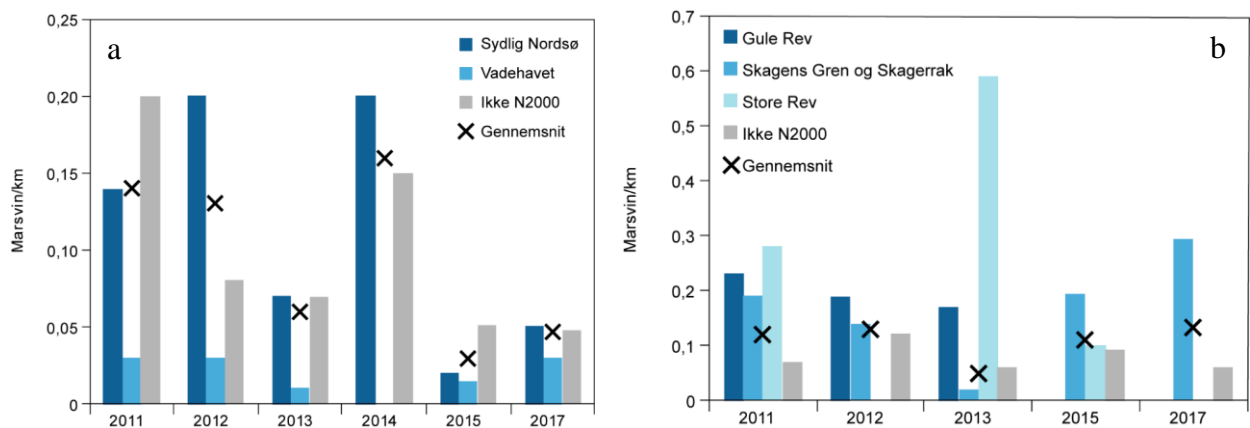 a
0,25
0,20
0,15
0,10
0,05
0
Marsvin/km
Sydlig Nordsø
Vadehavet
Ikke N2000
Gennemsnit
2011 2012 2013 2014 2015 2017
b
0,7
0,6
0,5
0,4
0,3
0,2
0,1
0
Marsvin/km
Gule Rev
Skagens Gren og Skagerrak
Store Rev
Ikke N2000
Gennemsnit
2011 2012 2013 2015 2017